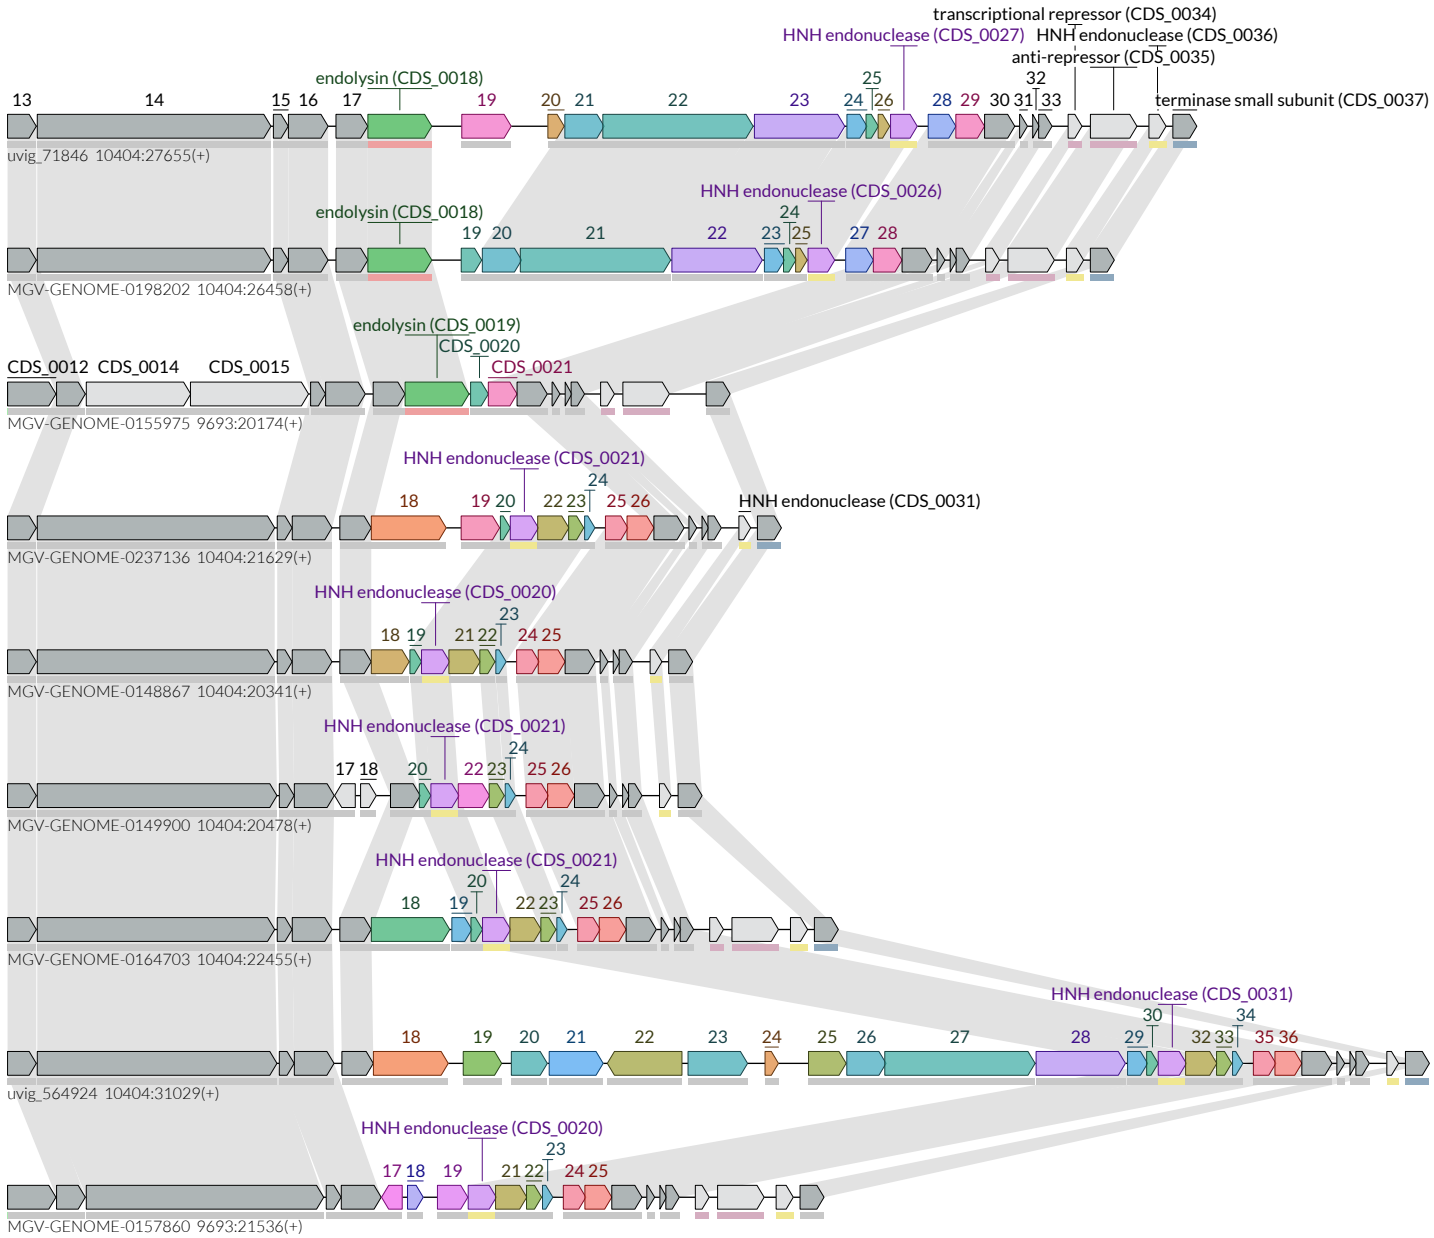 transcriptional repressor (CDS_0034)
HNH endonuclease (CDS_0027) HNH endonuclease (CDS_0036)
anti-repressor (CDS_0035)
endolysin (CDS_0018) 25 32
13 14 15 16 17 19 20 21 22 23 24 26 28 29 30 31 33 terminase small subunit (CDS_0037)
uvig_71846 10404:27655(+)
HNH endonuclease (CDS_0026)
endolysin (CDS_0018) 24
19 20 21 22 23 25 27 28
MGV-GENOME-0198202 10404:26458(+)
endolysin (CDS_0019)
CDS_0020
CDS_0012 CDS_0014 CDS_0015 CDS_0021
MGV-GENOME-0155975 9693:20174(+)
HNH endonuclease (CDS_0021)
24
18 19 20 22 23 25 26 HNH endonuclease (CDS_0031)
MGV-GENOME-0237136 10404:21629(+)
HNH endonuclease (CDS_0020)
23
18 19 21 22 24 25
MGV-GENOME-0148867 10404:20341(+)
HNH endonuclease (CDS_0021)
24
17 18 20 22 23 25 26
MGV-GENOME-0149900 10404:20478(+)
HNH endonuclease (CDS_0021)
20 24
18 19 22 23 25 26
MGV-GENOME-0164703 10404:22455(+)
HNH endonuclease (CDS_0031)
30 34
18 19 20 21 22 23 24 25 26 27 28 29 32 33 35 36
uvig_564924 10404:31029(+)
HNH endonuclease (CDS_0020)
23
17 18 19 21 22 24 25
MGV-GENOME-0157860 9693:21536(+)